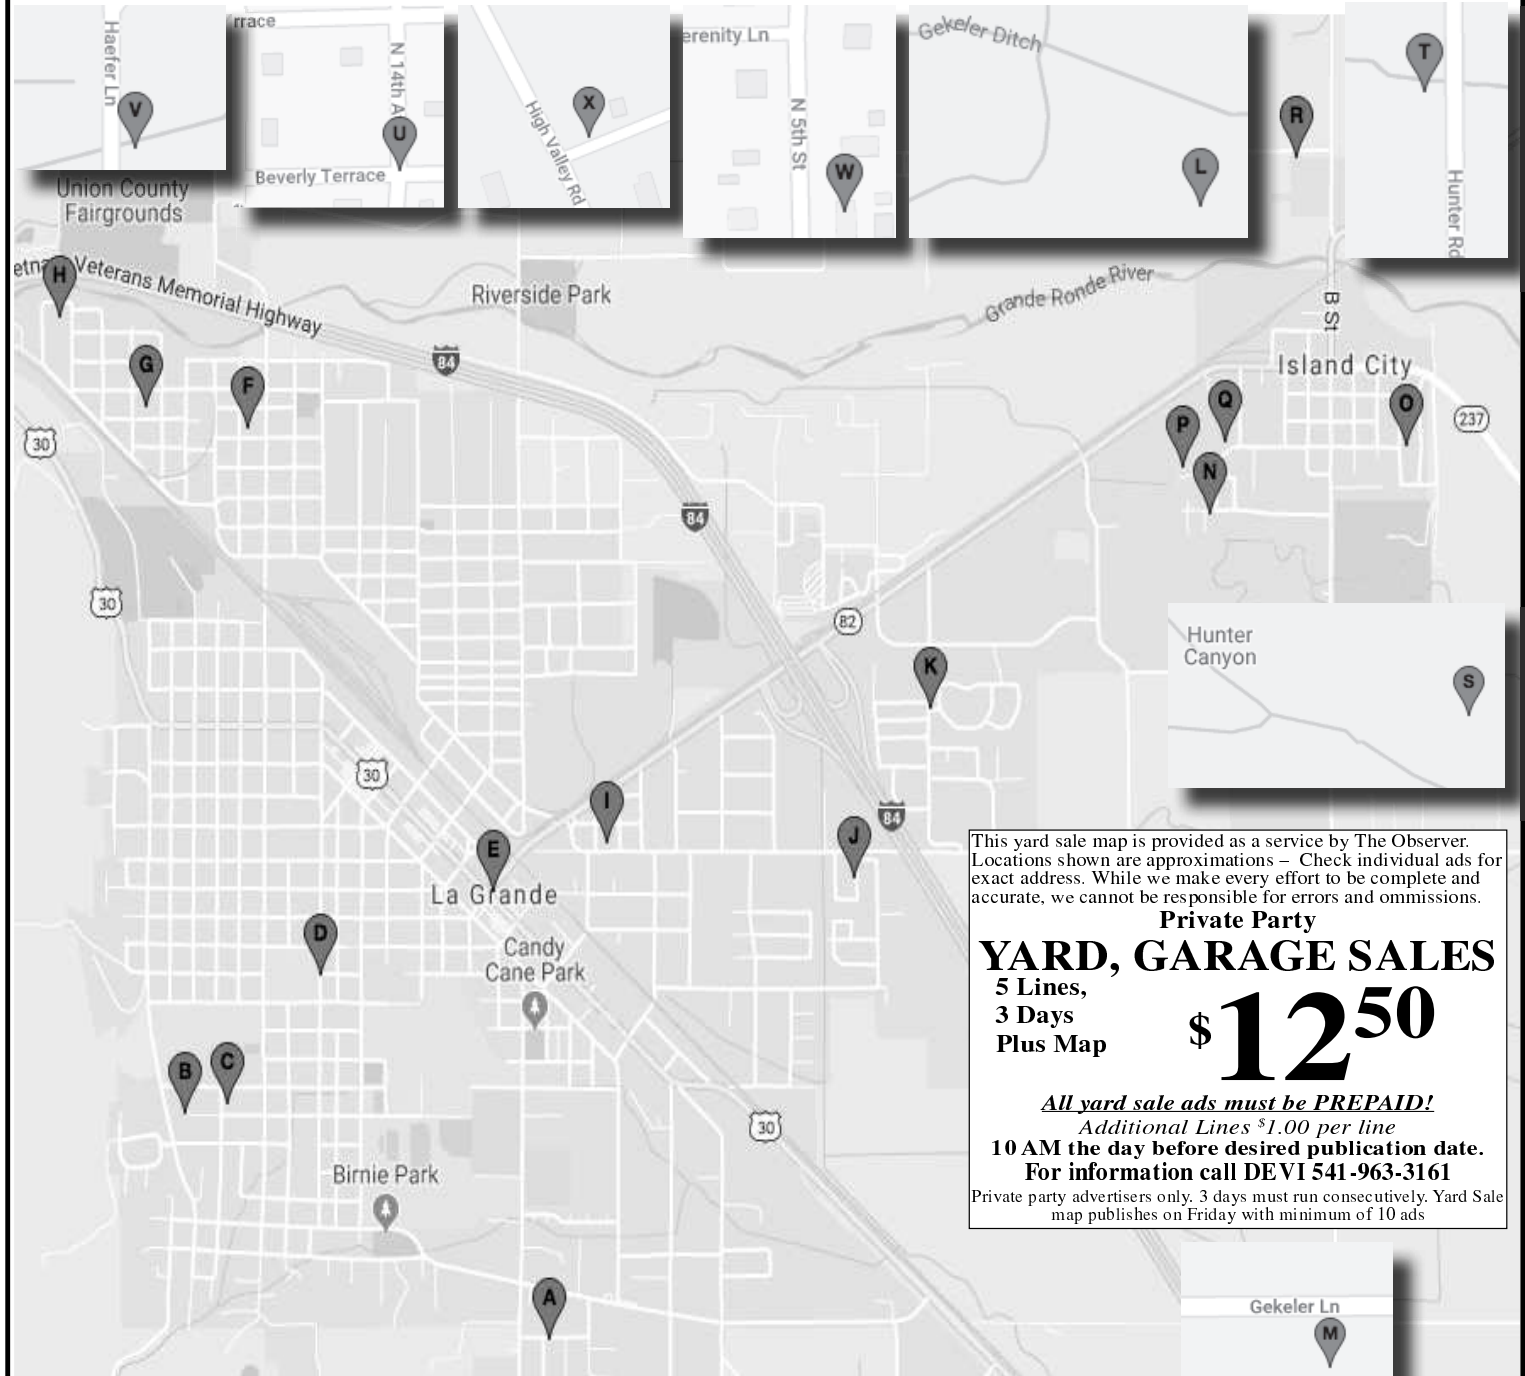 Haefer Ln
V
rrace
N 14th A
U
Beverly Terrace
X
High Valley Rd
erenity Ln
N 5th St
W
Gekeler Ditch
L
R
T
Hunter Rd
Union County
Fairgrounds
H
Veterans Memorial Highway
Riverside Park
Grande Ronde River
B St
Island City
84
G
F
Q
O
P
237
N
30
84
30
82
Hunter
Canyon
S
K
30
I
84
J
E
La Grande
D
Candy
Cane Park
B
C
30
Birnie Park
A
This yard sale map is provided as a service by The Observer.
Locations shown are approximations – Check individual ads for
exact address. While we make every effort to be complete and
accurate, we cannot be responsible for errors and ommissions.
Private Party
YARD, GARAGE SALES
5 Lines,
3 Days
Plus Map
$12 50
All yard sale ads must be PREPAID!
Additional Lines $1.00 per line
10 AM the day before desired publication date.
For information call DEVI 541-963-3161
Private party advertisers only. 3 days must run consecutively. Yard Sale
map publishes on Friday with minimum of 10 ads
Gekeler Ln
M